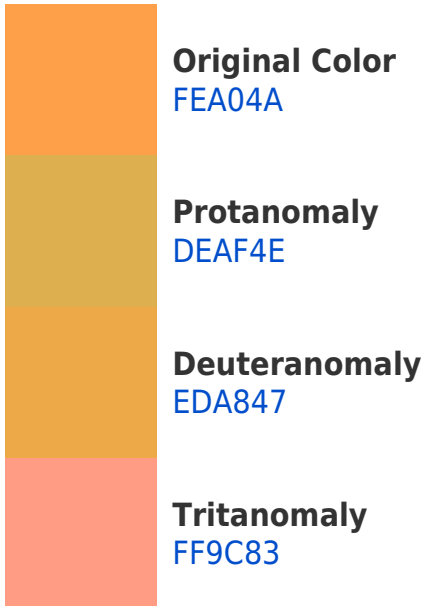 Original Color
FEA04A
Protanomaly
DEAF4E
Deuteranomaly
EDA847
Tritanomaly
FF9C83